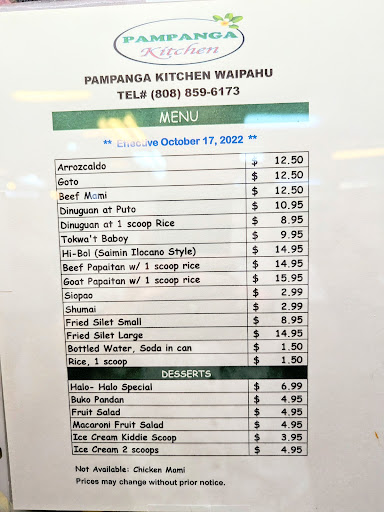 PAMPANGA
Kitchen
PAMPANGA KITCHEN WAIPAHU
TEL# (808) 859-6173
MENU
** Effective October 17, 2022 **
Arrozcaldo $ 12.50
Goto $ 12.50
Beef Mami $ 12.50
Dinuguan at Puto $ 10.95
Dinuguan at 1 scoop Rice $ 8.95
Tokwa't Baboy $ 9.95
Hi-Bol (Saimin Ilocano Style) $ 14.95
Beef Papaitan w/ 1 scoop rice $ 14.95
Goat Papaitan w/ 1 scoop rice $ 15.95
Siopao $ 2.99
Shumai $ 2.99
Fried Silet Small $ 8.95
Fried Silet Large $ 14.95
Bottled Water, Soda in can $ 1.50
Rice, 1 scoop $ 1.50
DESSERTS
Halo- Halo Special $ 6.99
Buko Pandan $ 4.95
Fruit Salad $ 4.95
Macaroni Fruit Salad $ 4.95
Ice Cream Kiddie Scoop $ 3.95
Ice Cream 2 scoops $ 4.95
Not Available: Chicken Mami
Prices may change without prior notice.